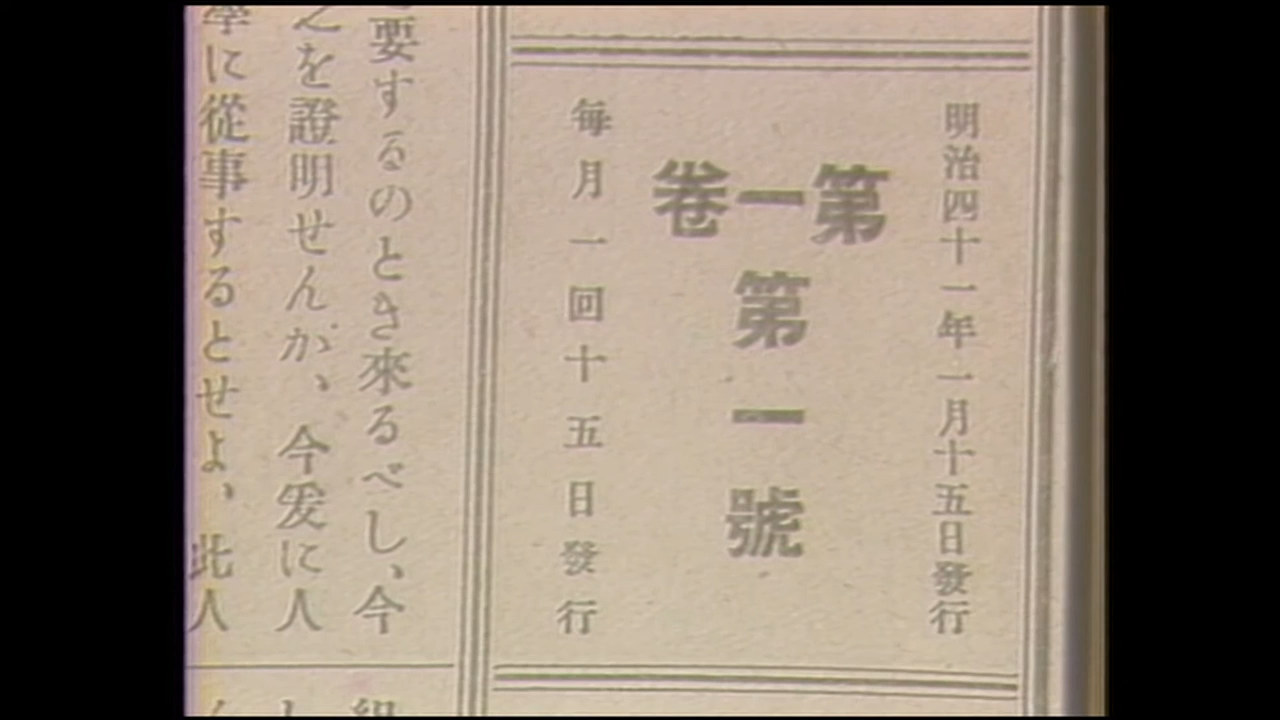 明治四十一年一月十五日發行
第一卷
第一號
毎月一回十五日發行
要するのとき來るべし、今
を證明せんか、今爰に人
に從事するとせよ、此人